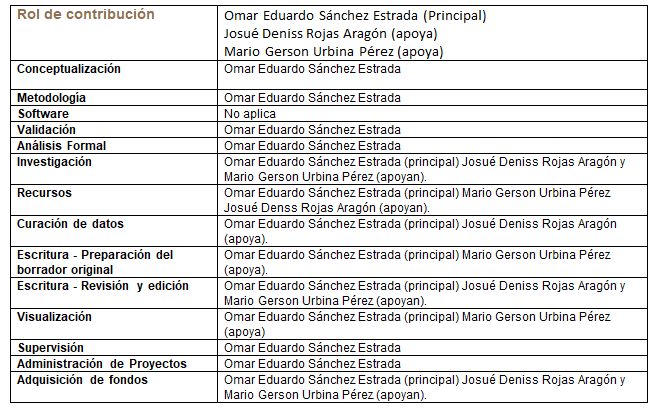 Rol de contribución
Omar Eduardo Sánchez Estrada (Principal)
Josué Deniss Rojas Aragón (apoya)
Mario Gerson Urbina Pérez (apoya)
Conceptualización
Omar Eduardo Sánchez Estrada
Metodología
Omar Eduardo Sánchez Estrada
Software
No aplica
Validación
Omar Eduardo Sánchez Estrada
Análisis Formal
Omar Eduardo Sánchez Estrada
Investigación
Omar Eduardo Sánchez Estrada (principal) Josué Deniss Rojas Aragón y
Mario Gerson Urbina Pérez (apoyan).
Recursos
Omar Eduardo Sánchez Estrada (principal) Mario Gerson Urbina Pérez
Josué Denss Rojas Aragón (apoyan).
Curación de datos
Omar Eduardo Sánchez Estrada (principal) Josué Deniss Rojas Aragón
(apoya).
Escritura - Preparación del
borrador original
Omar Eduardo Sánchez Estrada (principal) Mario Gerson Urbina Pérez
(apoya).
Escritura - Revisión y edición
Omar Eduardo Sánchez Estrada (principal) Josué Deniss Rojas Aragón y
Mario Gerson Urbina Pérez (apoyan).
Visualización
Omar Eduardo Sánchez Estrada (principal) Mario Gerson Urbina Pérez
(apoya)
Supervisión
Omar Eduardo Sánchez Estrada
Administración de Proyectos
Omar Eduardo Sánchez Estrada
Adquisición de fondos
Omar Eduardo Sánchez Estrada (principal) Josué Deniss Rojas Aragón y
Mario Gerson Urbina Pérez (apoyan).